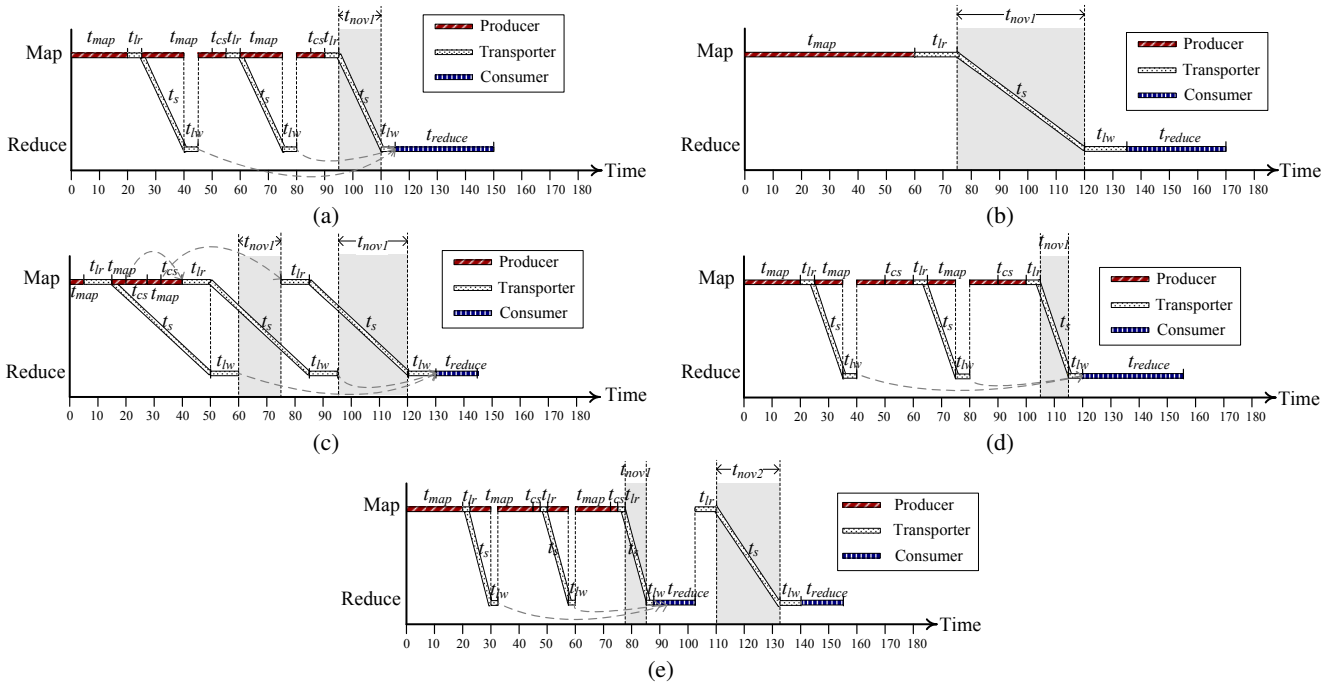 t_nov1
t_map t_lr t_map t_cs t_lr t_map t_cs t_lr
Map
t_s t_s t_s
t_lw t_lw t_lw t_reduce
Reduce
Time
0 10 20 30 40 50 60 70 80 90 100 110 120 130 140 150 160 170 180
Producer
Transporter
Consumer
(a)
t_nov1
t_map t_lr
Map
t_s
t_lw t_reduce
Reduce
Time
0 10 20 30 40 50 60 70 80 90 100 110 120 130 140 150 160 170 180
Producer
Transporter
Consumer
(b)
t_nov1 t_nov1
t_lr t_map t_cs t_lr t_lr
Map
t_map t_cs t_map
t_s t_s t_s
t_lw t_lw t_lw t_reduce
Reduce
Time
0 10 20 30 40 50 60 70 80 90 100 110 120 130 140 150 160 170 180
Producer
Transporter
Consumer
(c)
t_nov1
t_map t_lr t_map t_cs t_lr t_map t_cs t_lr
Map
t_s t_s t_s
t_lw t_lw t_lw t_reduce
Reduce
Time
0 10 20 30 40 50 60 70 80 90 100 110 120 130 140 150 160 170 180
Producer
Transporter
Consumer
(d)
t_nov1 t_nov2
t_map t_lr t_map t_cs t_lr t_map t_cs t_lr t_lr
Map
t_s t_s t_s t_s
t_lw t_lw t_lw t_reduce t_lw t_reduce
Reduce
Time
0 10 20 30 40 50 60 70 80 90 100 110 120 130 140 150 160 170 180
Producer
Transporter
Consumer
(e)